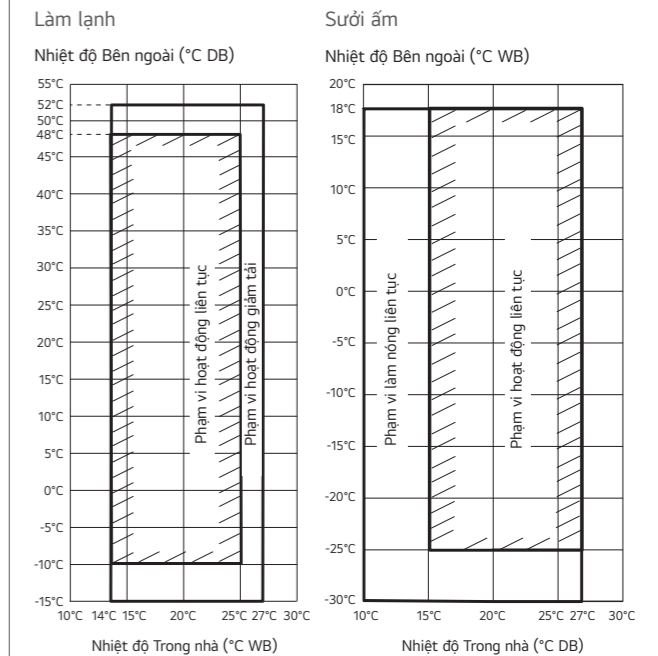 Làm lạnh
Nhiệt độ Bên ngoài (°C DB)
55°C
52°C
50°C
48°C
45°C
40°C
35°C
30°C
25°C
20°C
15°C
10°C
5°C
0°C
-5°C
-10°C
-15°C
Phạm vi hoạt động liên tục
Phạm vi hoạt động giảm tải
10°C 14°C 15°C 20°C 25°C 27°C 30°C
Nhiệt độ Trong nhà (°C WB)
Sưởi ấm
Nhiệt độ Bên ngoài (°C WB)
20°C
18°C
15°C
10°C
5°C
0°C
-5°C
-10°C
-15°C
-20°C
-25°C
-30°C
Phạm vi làm nóng liên tục
Phạm vi hoạt động liên tục
10°C 15°C 20°C 25°C 27°C 30°C
Nhiệt độ Trong nhà (°C DB)